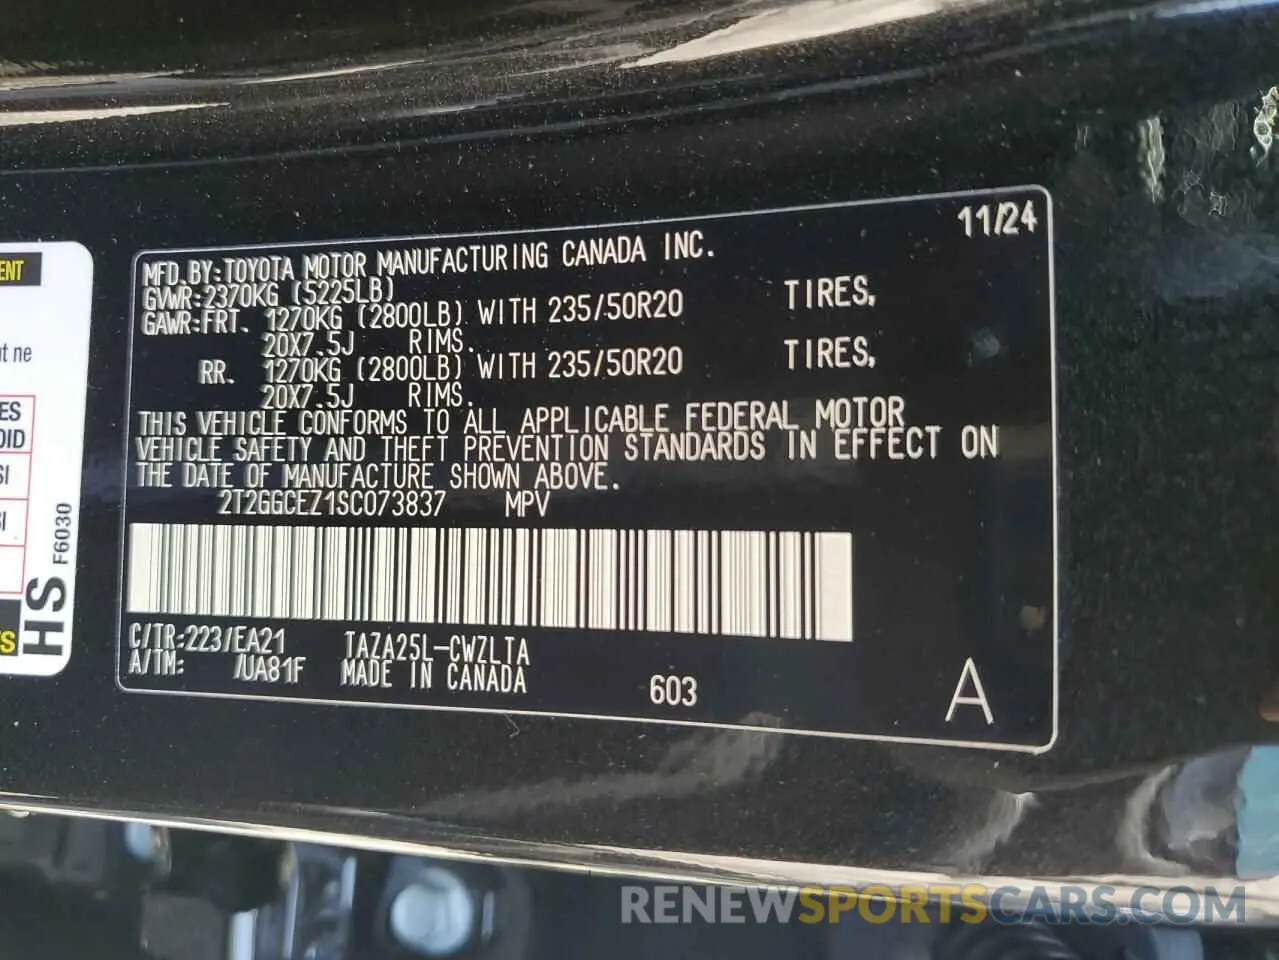 11/24
MFD.BY:TOYOTA MOTOR MANUFACTURING CANADA INC.
GVWR:2370KG (5225LB)
GAWR:FRT. 1270KG (2800LB) WITH 235/50R20 TIRES,
20X7.5J RIMS.
RR. 1270KG (2800LB) WITH 235/50R20 TIRES,
20X7.5J RIMS.
THIS VEHICLE CONFORMS TO ALL APPLICABLE FEDERAL MOTOR
VEHICLE SAFETY AND THEFT PREVENTION STANDARDS IN EFFECT ON
THE DATE OF MANUFACTURE SHOWN ABOVE.
2T2GGCEZ1SC073837 MPV
C/TR:223/EA21 TAZA25L-CWZLTA
A/TM: /UA81F MADE IN CANADA
603
A
HS F6030
RENEWSPORTSCARS.COM